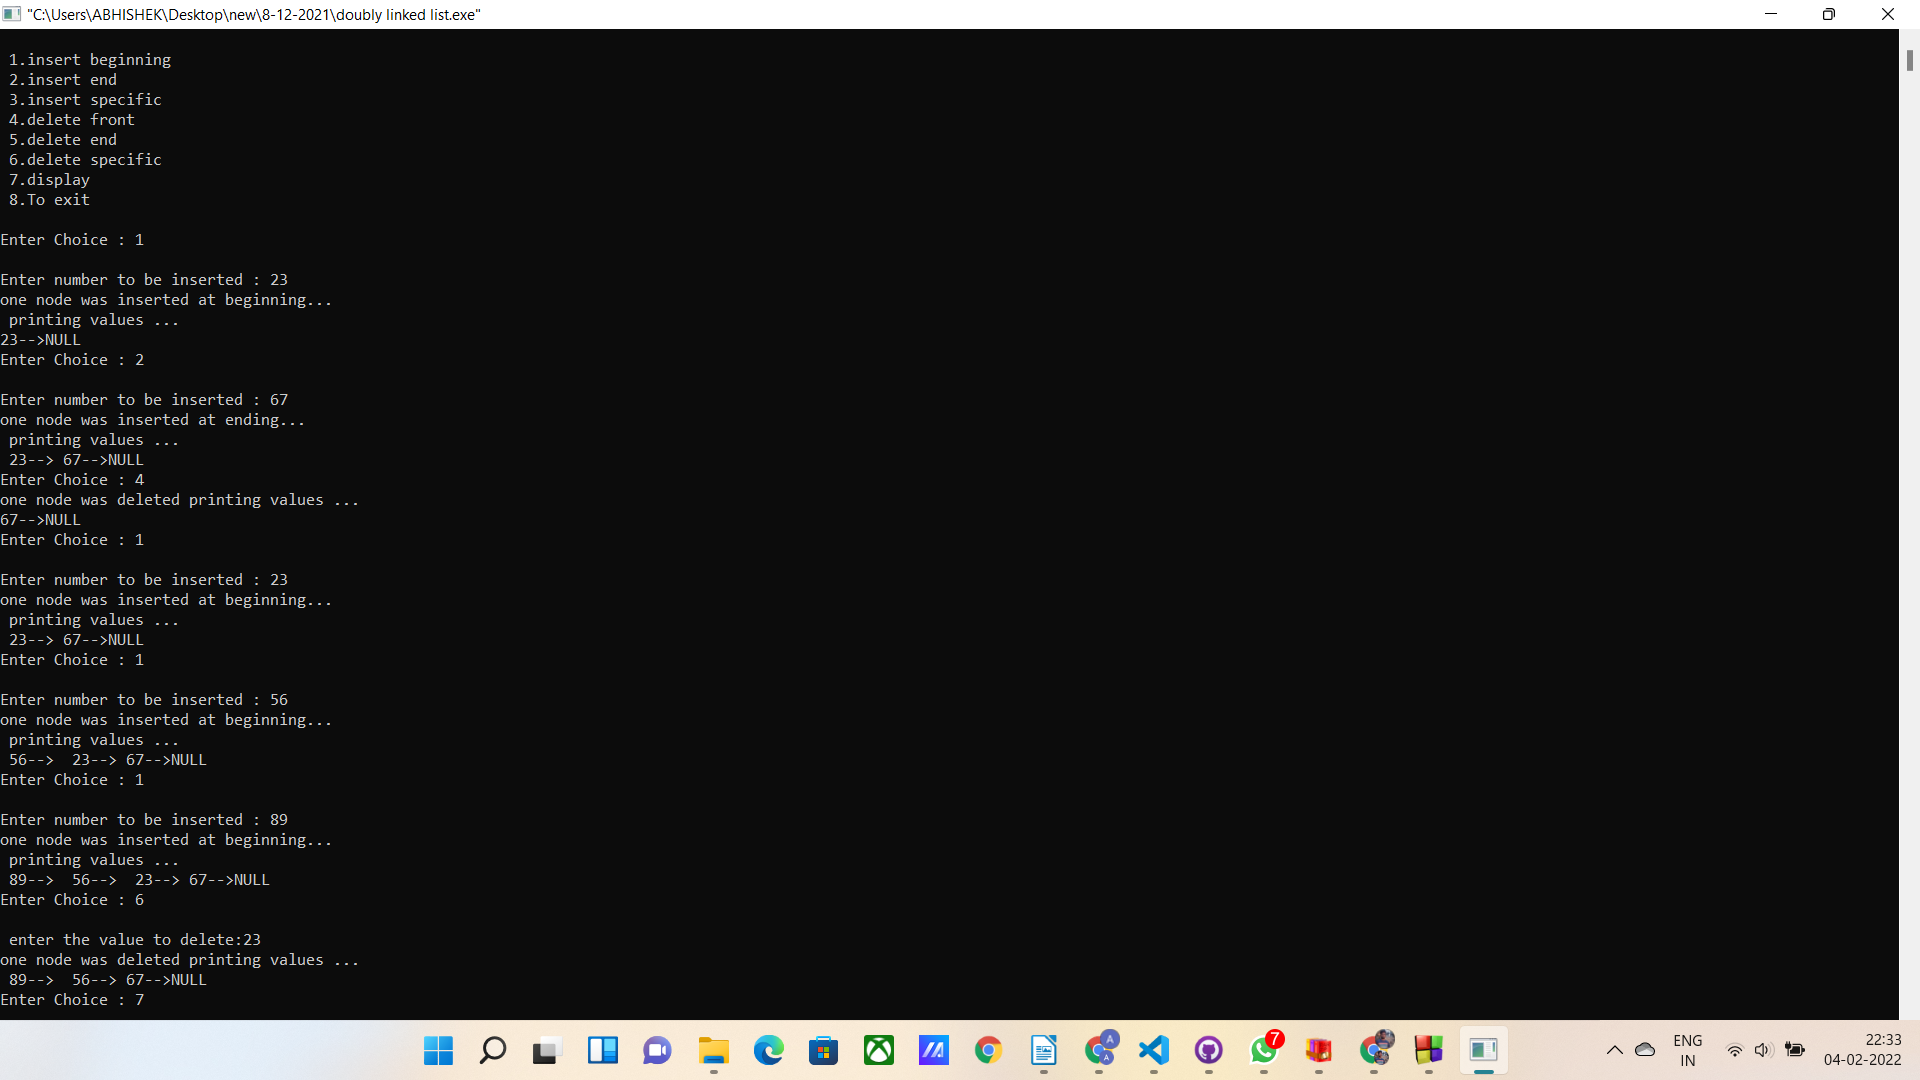 "C:\Users\ABHISHEK\Desktop\new\8-12-2021\doubly linked list.exe"
1.insert beginning
2.insert end
3.insert specific
4.delete front
5.delete end
6.delete specific
7.display
8.To exit
Enter Choice : 1
Enter number to be inserted : 23
one node was inserted at beginning...
printing values ...
23-->NULL
Enter Choice : 2
Enter number to be inserted : 67
one node was inserted at ending...
printing values ...
23--> 67-->NULL
Enter Choice : 4
one node was deleted printing values ...
67-->NULL
Enter Choice : 1
Enter number to be inserted : 23
one node was inserted at beginning...
printing values ...
23--> 67-->NULL
Enter Choice : 1
Enter number to be inserted : 56
one node was inserted at beginning...
printing values ...
56-->  23--> 67-->NULL
Enter Choice : 1
Enter number to be inserted : 89
one node was inserted at beginning...
printing values ...
89-->  56-->  23--> 67-->NULL
Enter Choice : 6
enter the value to delete:23
one node was deleted printing values ...
89-->  56--> 67-->NULL
Enter Choice : 7
A
A
7
ENG
IN
22:33
04-02-2022